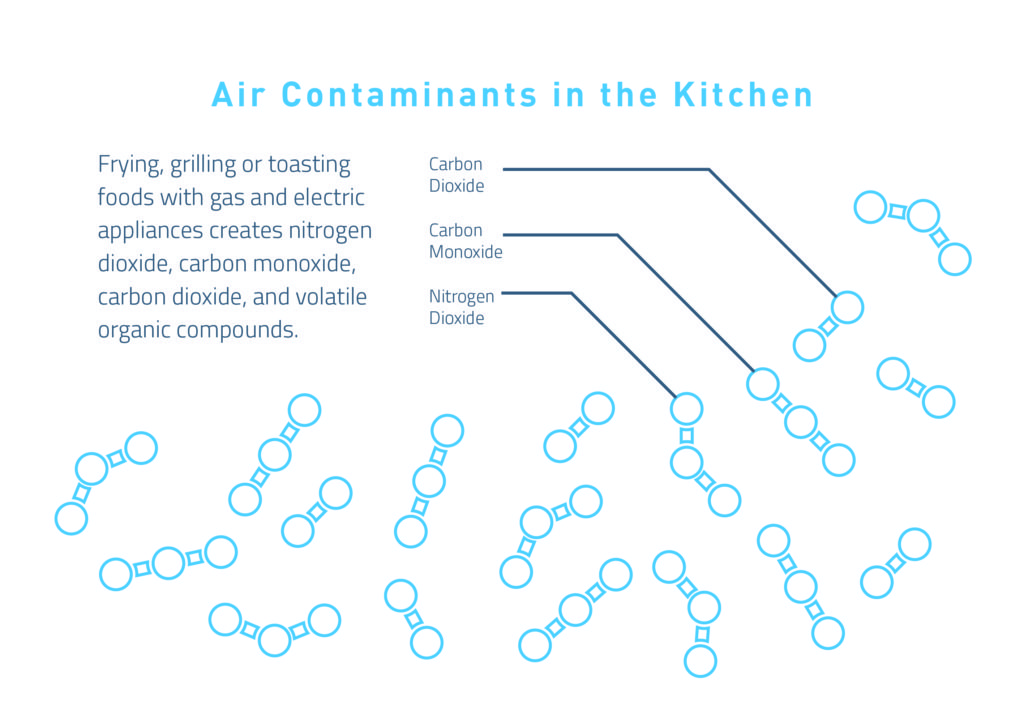 Air Contaminants in the Kitchen
Frying, grilling or toasting
foods with gas and electric
appliances creates nitrogen
dioxide, carbon monoxide,
carbon dioxide, and volatile
organic compounds.
Carbon
Dioxide
Carbon
Monoxide
Nitrogen
Dioxide